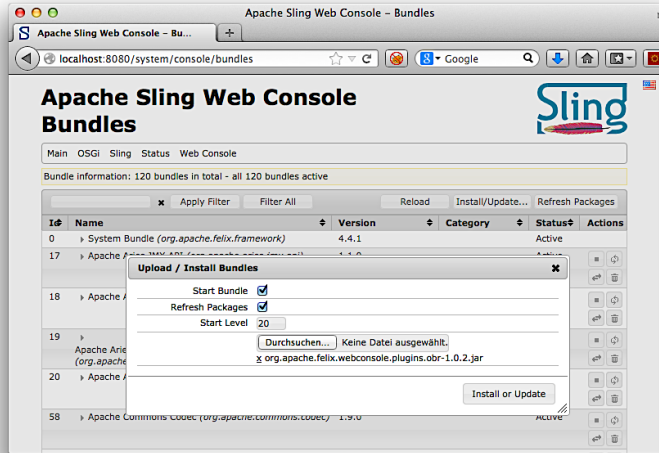 Apache Sling Web Console – Bundles
S Apache Sling Web Console – Bu...
localhost:8080/system/console/bundles
Google
Apache Sling Web Console
Bundles
Sling
Main OSGi Sling Status Web Console
Bundle information: 120 bundles in total - all 120 bundles active
x Apply Filter Filter All Reload Install/Update... Refresh Packages
Id Name Version Category Status Actions
0 System Bundle (org.apache.felix.framework) 4.4.1 Active
17 Apache Aries JMX API
Upload / Install Bundles
Start Bundle
18 Apache A
Refresh Packages
Start Level 20
19
Durchsuchen... Keine Datei ausgewählt.
Apache Arie
x org.apache.felix.webconsole.plugins.obr-1.0.2.jar
(org.apache
20 Apache A
Install or Update
58 Apache Commons Codec (org.apache.commons.codec) 1.9.0 Active